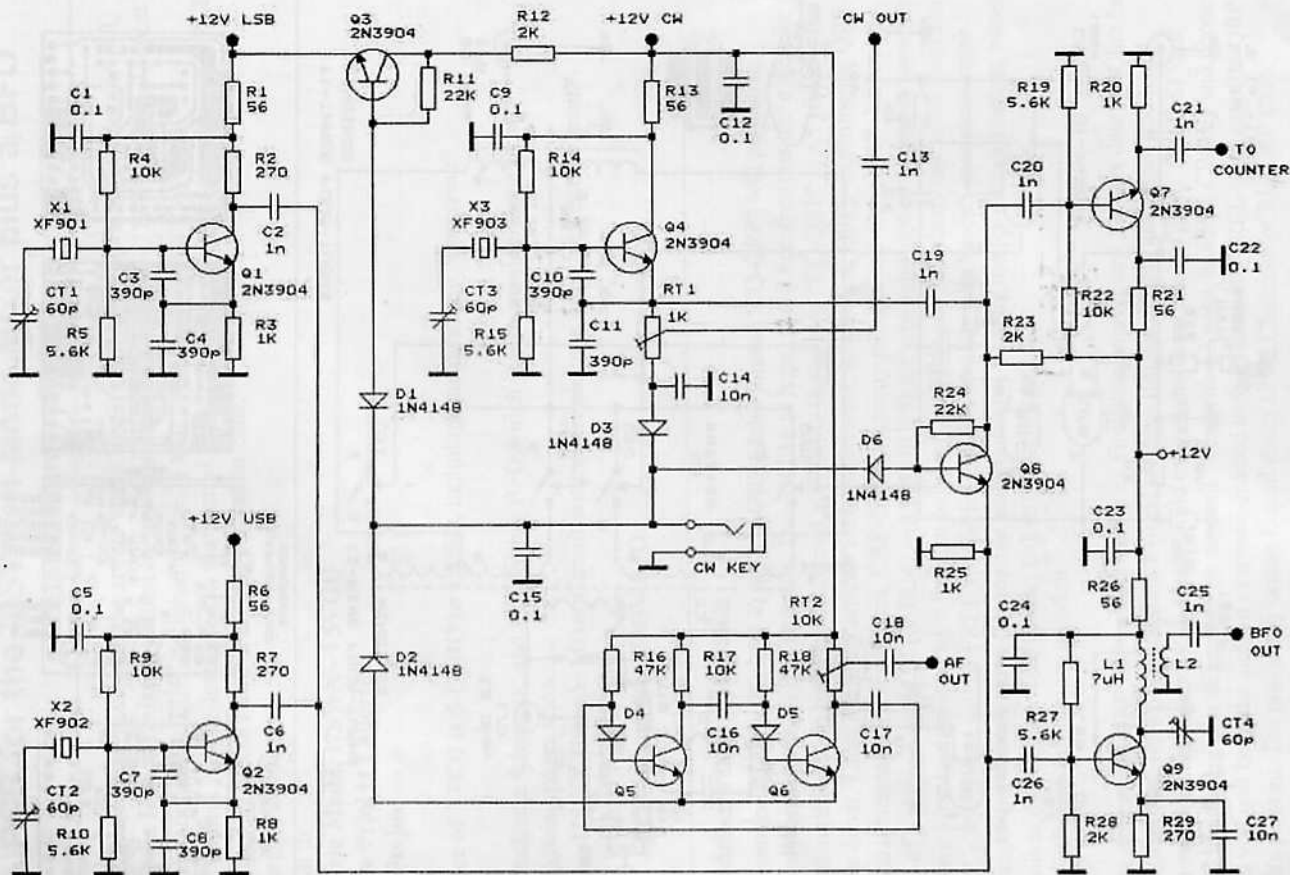 +12V LSB
Q3
2N3904
R12
2K
+12V CW
CW OUT
R1
56
C1
0.1
R4
10K
R2
270
X1
XF901
C2
1n
CT1
60p
C3
390p
Q1
2N3904
R5
5.6K
C4
390p
R3
1K
R11
22K
C9
0.1
R13
56
C12
0.1
R14
10K
C13
1n
X3
XF903
Q4
2N3904
CT3
60p
C10
390p
RT1
1K
R15
5.6K
C11
390p
C14
10n
C19
1n
R19
5.6K
R20
1K
C21
1n
TO
COUNTER
C20
1n
Q7
2N3904
C22
0.1
R22
10K
R21
56
R23
2K
D1
1N4148
D3
1N4148
R24
22K
D6
1N4148
Q8
2N3904
+12V
+12V USB
C15
0.1
CW KEY
R25
1K
C23
0.1
R6
56
C5
0.1
R9
10K
R7
270
X2
XF902
C6
1n
CT2
60p
C7
390p
Q2
2N3904
R10
5.6K
C8
390p
R8
1K
D2
1N4148
R16
47K
R17
10K
R18
47K
RT2
10K
C18
10n
AF
OUT
D4
C16
10n
D5
C17
10n
Q5
Q6
R26
56
C24
0.1
C25
1n
BFO
OUT
L1
7uH
L2
R27
5.6K
CT4
60p
C26
1n
Q9
2N3904
R28
2K
R29
270
C27
10n